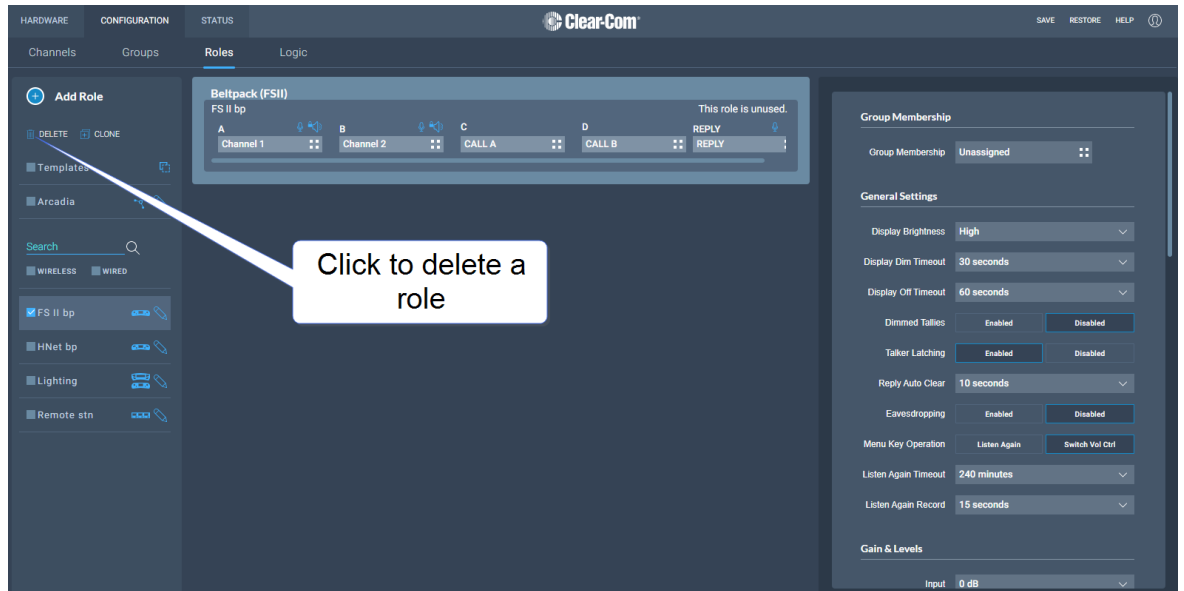 HARDWARE CONFIGURATION STATUS Clear-Com SAVE RESTORE HELP
Channels Groups Roles Logic
Add Role
DELETE CLONE
Templates
Arcadia
Search
WIRELESS WIRED
FS II bp
HNet bp
Lighting
Remote stn
Beltpack (FSII)
FS II bp This role is unused.
A B C D REPLY
Channel 1 Channel 2 CALL A CALL B REPLY
Click to delete a
role
Group Membership
Group Membership Unassigned
General Settings
Display Brightness High
Display Dim Timeout 30 seconds
Display Off Timeout 60 seconds
Dimmed Tallies Enabled Disabled
Talker Latching Enabled Disabled
Reply Auto Clear 10 seconds
Eavesdropping Enabled Disabled
Menu Key Operation Listen Again Switch Vol Ctrl
Listen Again Timeout 240 minutes
Listen Again Record 15 seconds
Gain & Levels
Input 0 dB